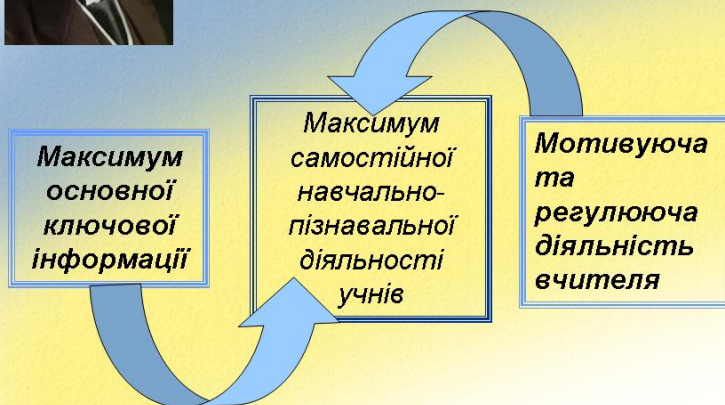 Максимум
основної
ключової
інформації
Максимум
самостійної
навчально-
пізнавальної
діяльності
учнів
Мотивуюча
та
регулююча
діяльність
вчителя